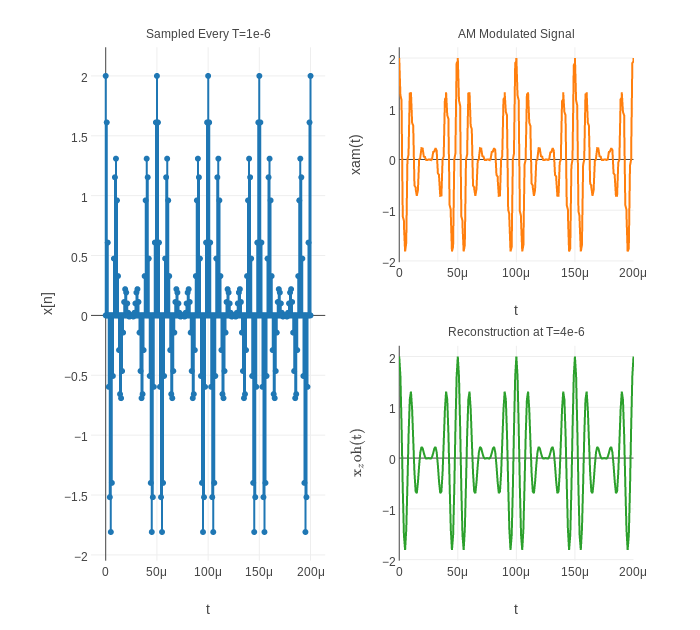 Sampled Every T=1e-6
2
1.5
1
0.5
0
−0.5
−1
−1.5
−2
x[n]
0 50μ 100μ 150μ 200μ
t
AM Modulated Signal
2
1
0
−1
−2
xam(t)
0 50μ 100μ 150μ 200μ
t
Reconstruction at T=4e-6
2
1
0
−1
−2
x_zoh(t)
0 50μ 100μ 150μ 200μ
t